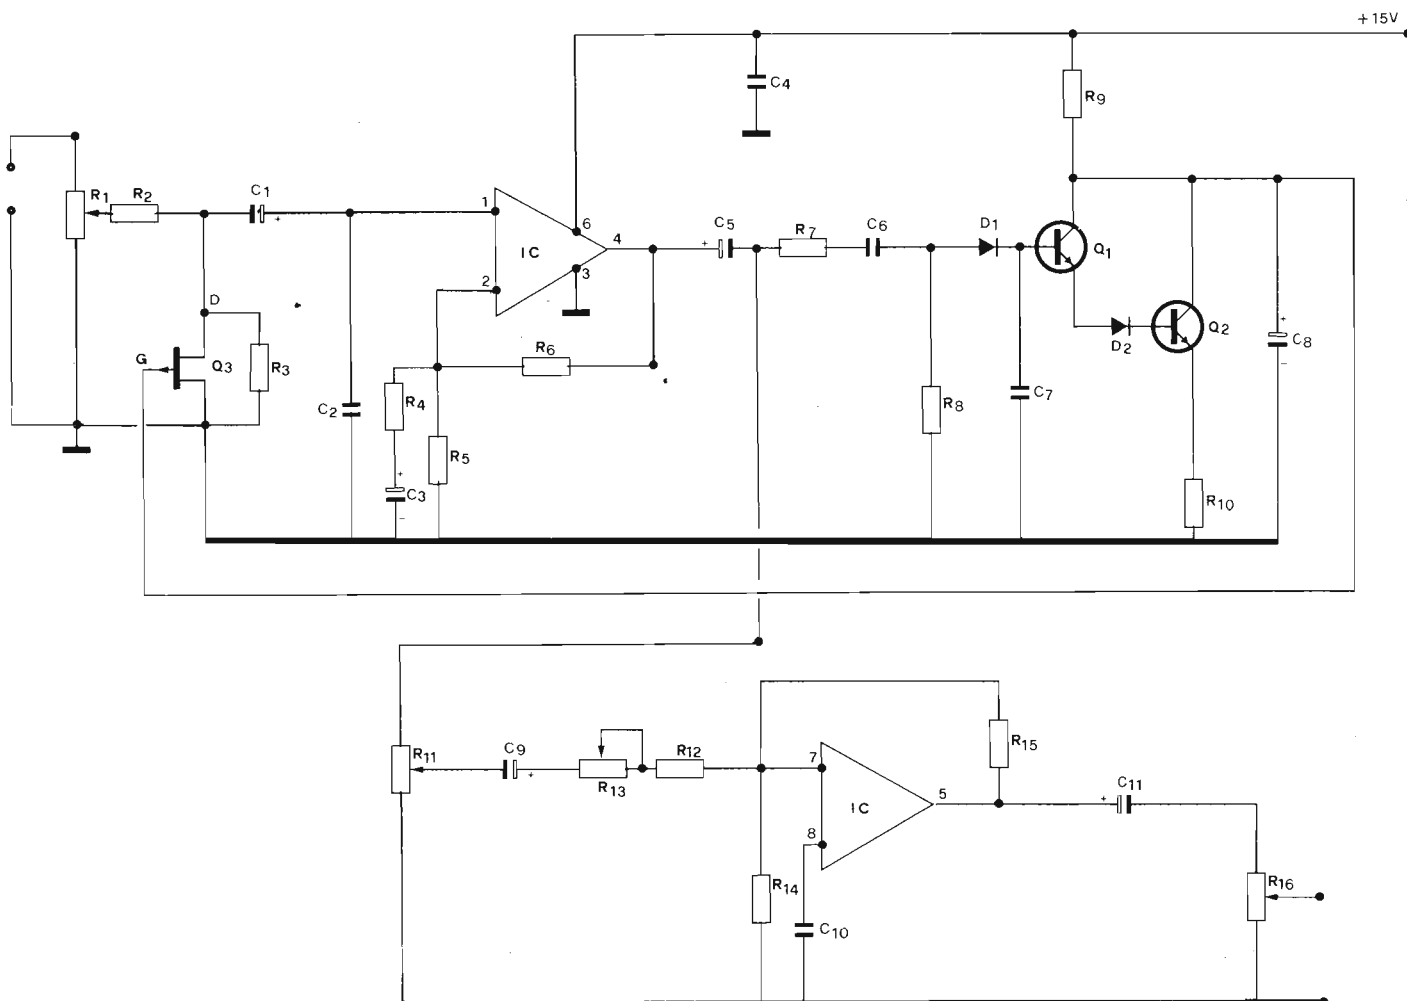 +15V
C4
R9
R1
R2
C1
+
1
6
IC
4
3
2
+
C5
R7
C6
D1
Q1
D
G
Q3
R3
C2
R4
+
C3
-
R5
R6
R8
C7
D2
Q2
+
C8
-
R10
R11
C9
+
R13
R12
7
IC
5
8
R15
R14
C10
+
C11
R16